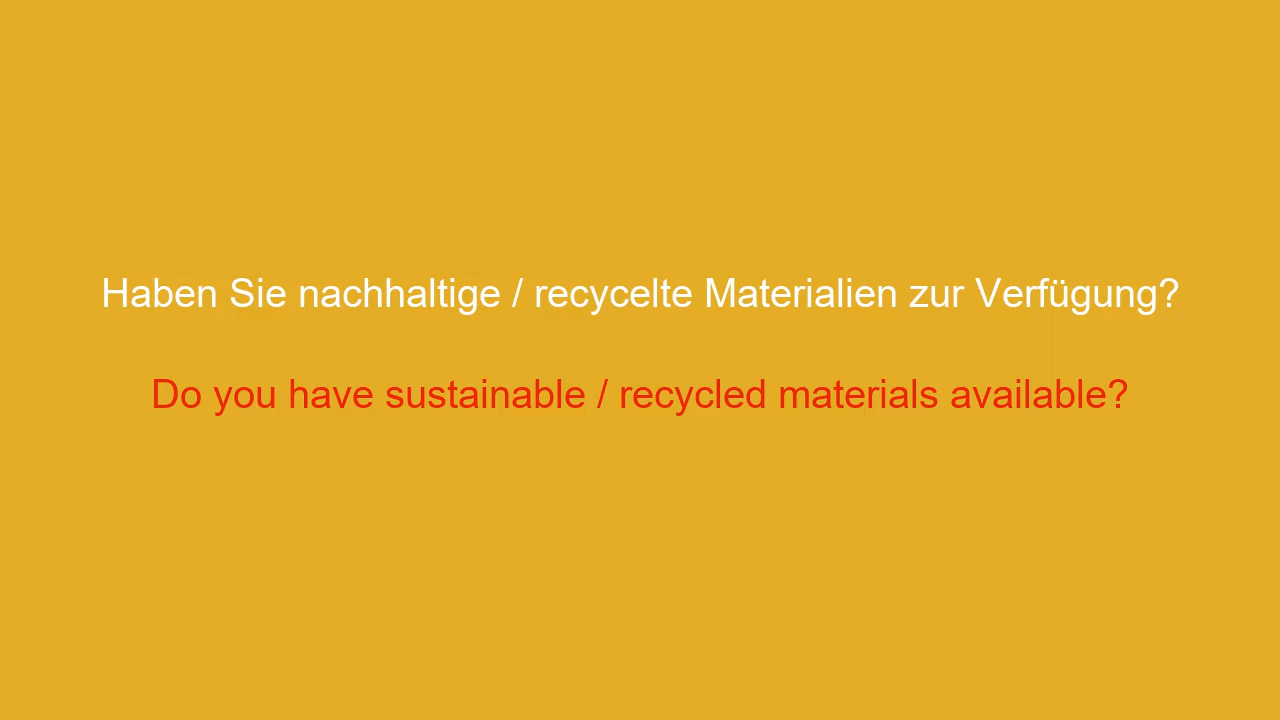 Haben Sie nachhaltige / recycelte Materialien zur Verfügung?
Do you have sustainable / recycled materials available?